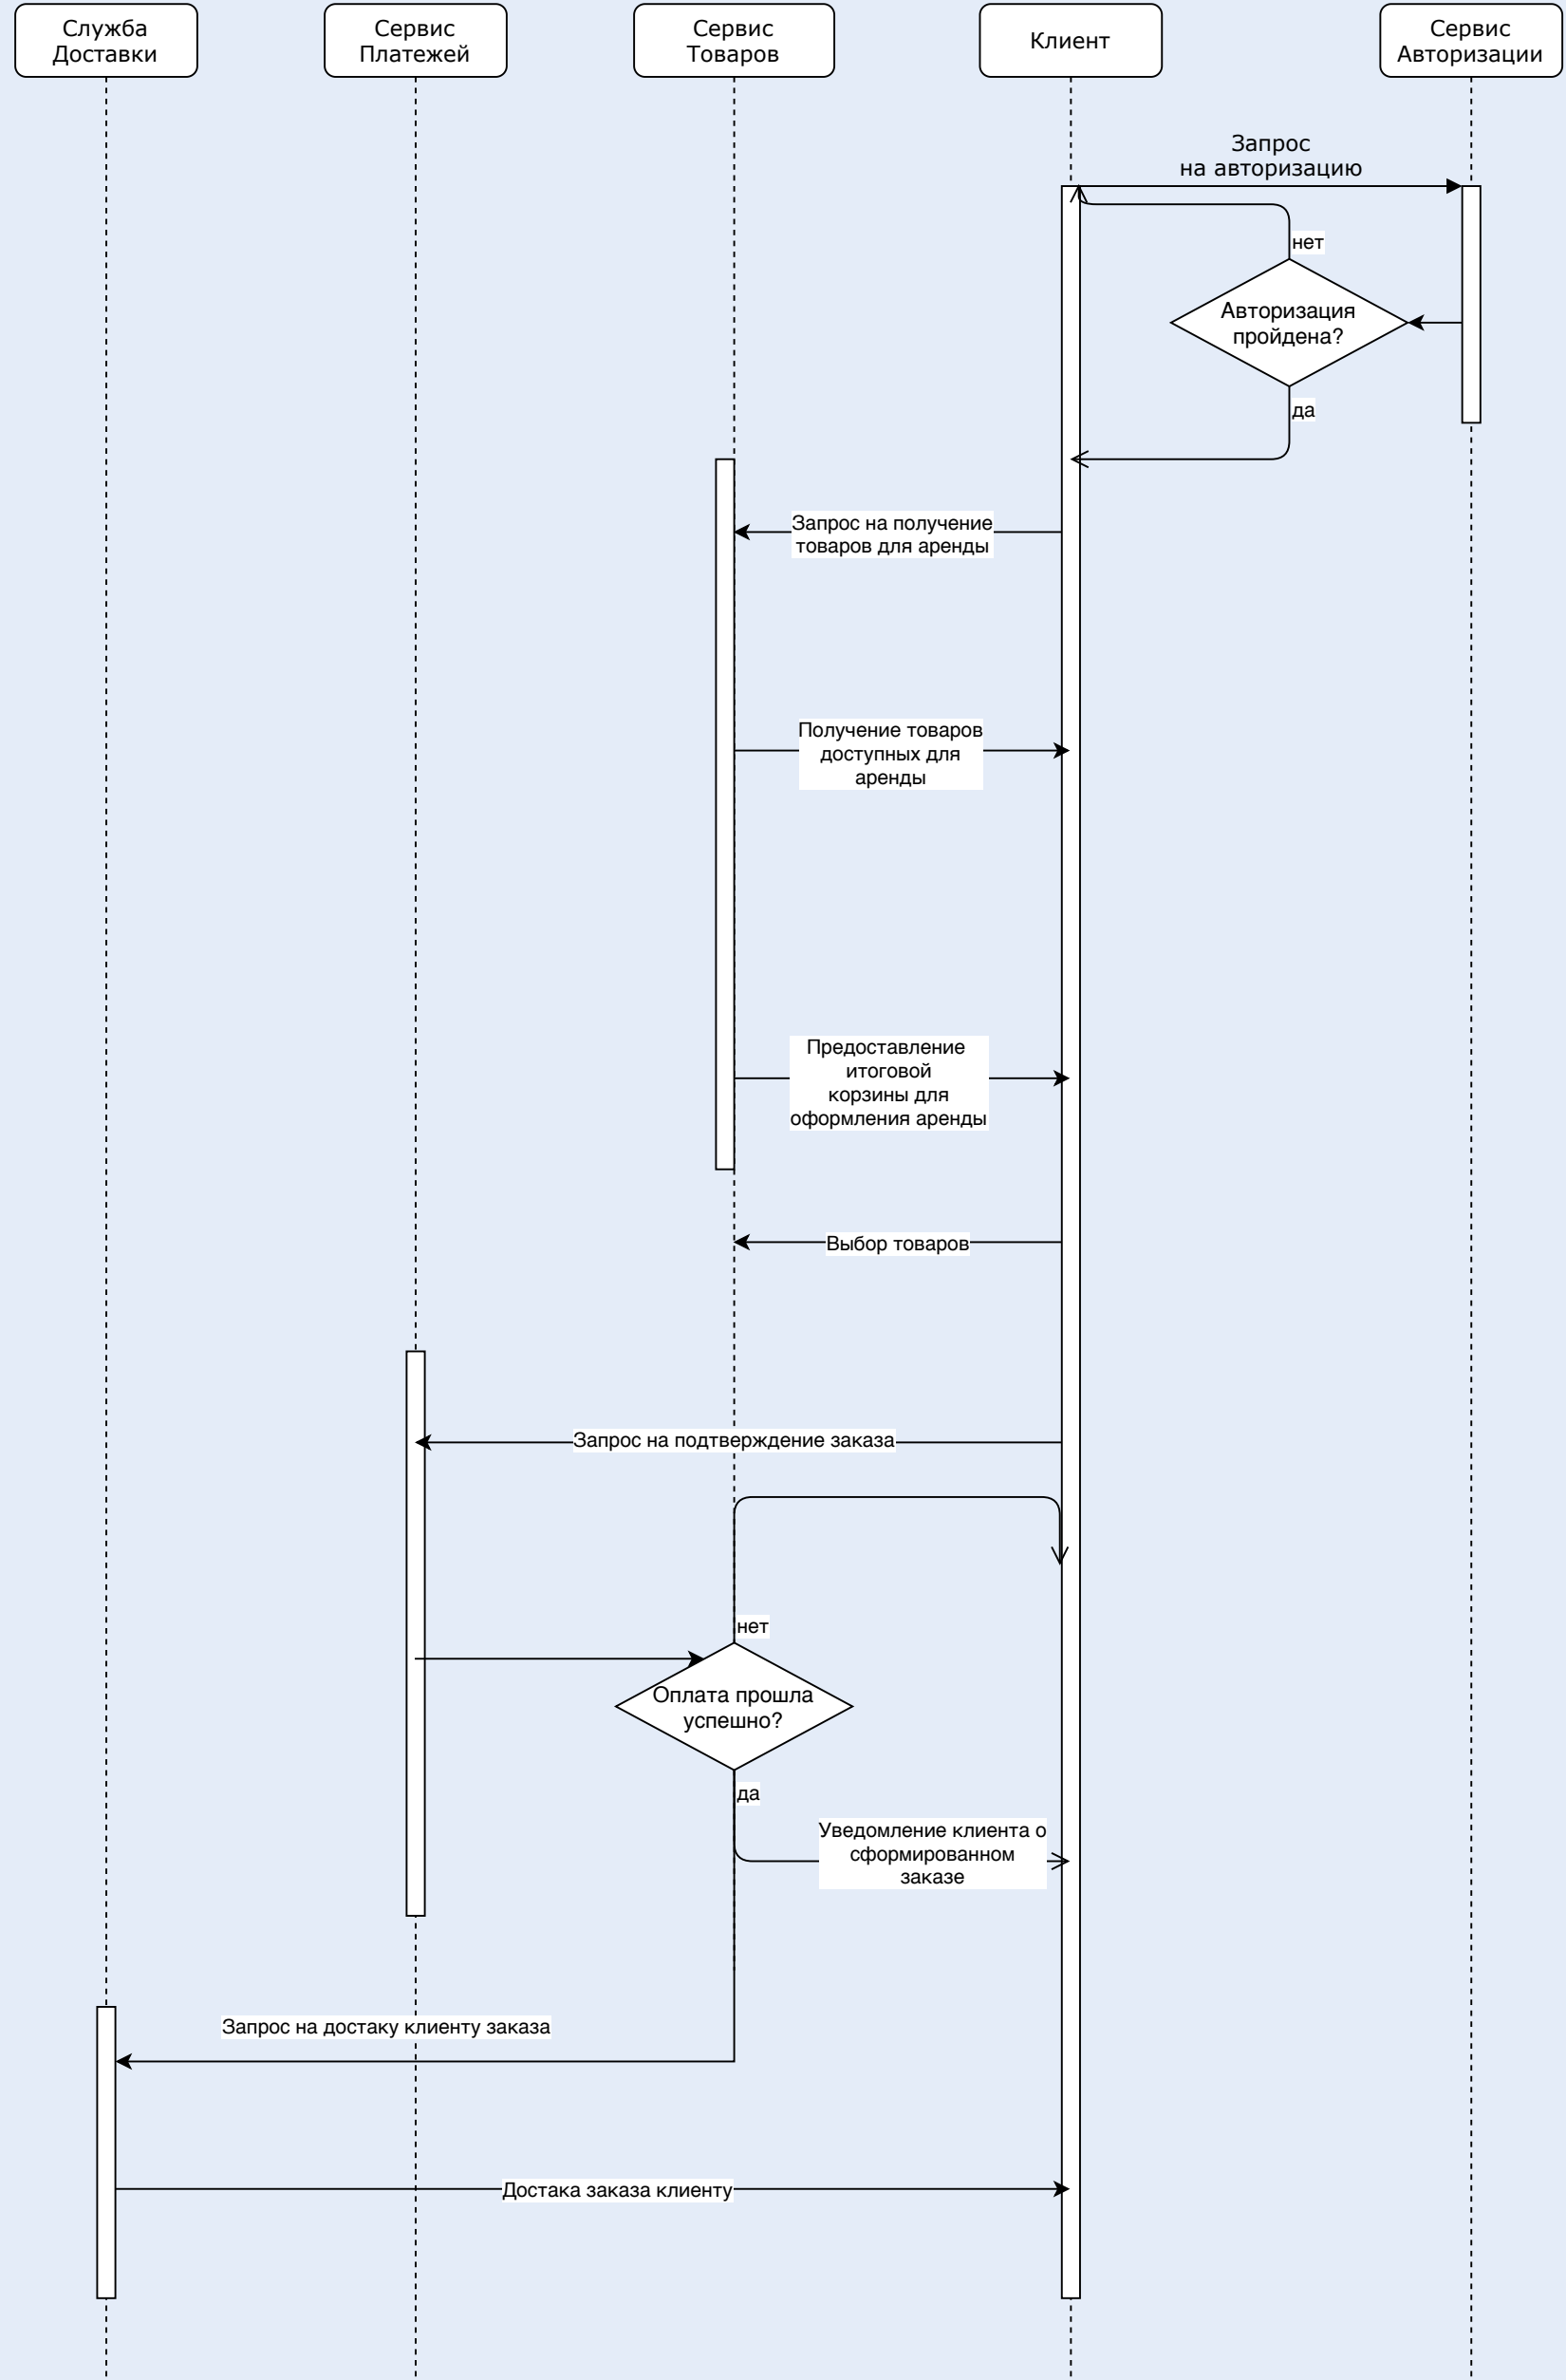 Служба
Доставки
Сервис
Платежей
Сервис
Товаров
Клиент
Сервис
Авторизации
Запрос
на авторизацию
нет
Авторизация
пройдена?
да
Запрос на получение
товаров для аренды
Получение товаров
доступных для
аренды
Предоставление
итоговой
корзины для
оформления аренды
Выбор товаров
Запрос на подтверждение заказа
нет
Оплата прошла
успешно?
да
Уведомление клиента о
сформированном
заказе
Запрос на достаку клиенту заказа
Достака заказа клиенту